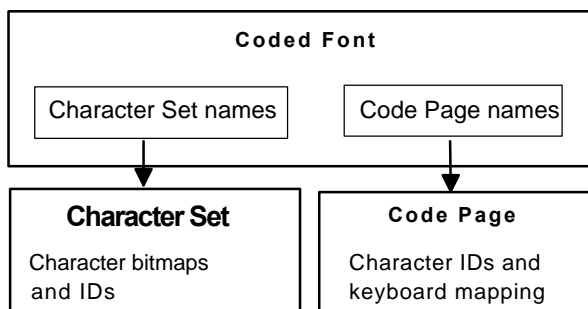 Coded Font
Character Set names
Code Page names
Character Set
Character bitmaps
and IDs
Code Page
Character IDs and
keyboard mapping